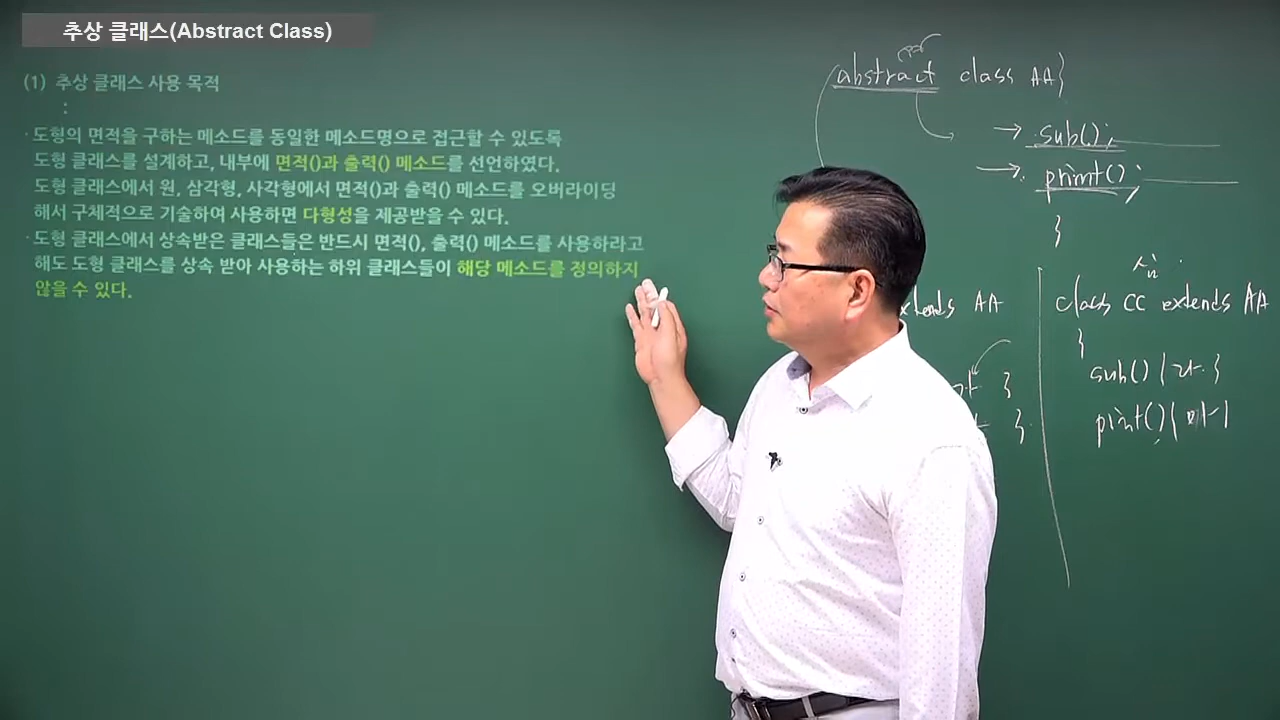 추상 클래스(Abstract Class)
(1) 추상 클래스 사용 목적
:
· 도형의 면적을 구하는 메소드를 동일한 메소드명으로 접근할 수 있도록
도형 클래스를 설계하고, 내부에 면적()과 출력() 메소드를 선언하였다.
도형 클래스에서 원, 삼각형, 사각형에서 면적()과 출력() 메소드를 오버라이딩
해서 구체적으로 기술하여 사용하면 다형성을 제공받을 수 있다.
· 도형 클래스에서 상속받은 클래스들은 반드시 면적(), 출력() 메소드를 사용하라고
해도 도형 클래스를 상속 받아 사용하는 하위 클래스들이 해당 메소드를 정의하지
않을 수 있다.
abstract class AA {
sub();
print();
}
extends AA
}
}
class CC extends AA
{
sub() { }
print() {